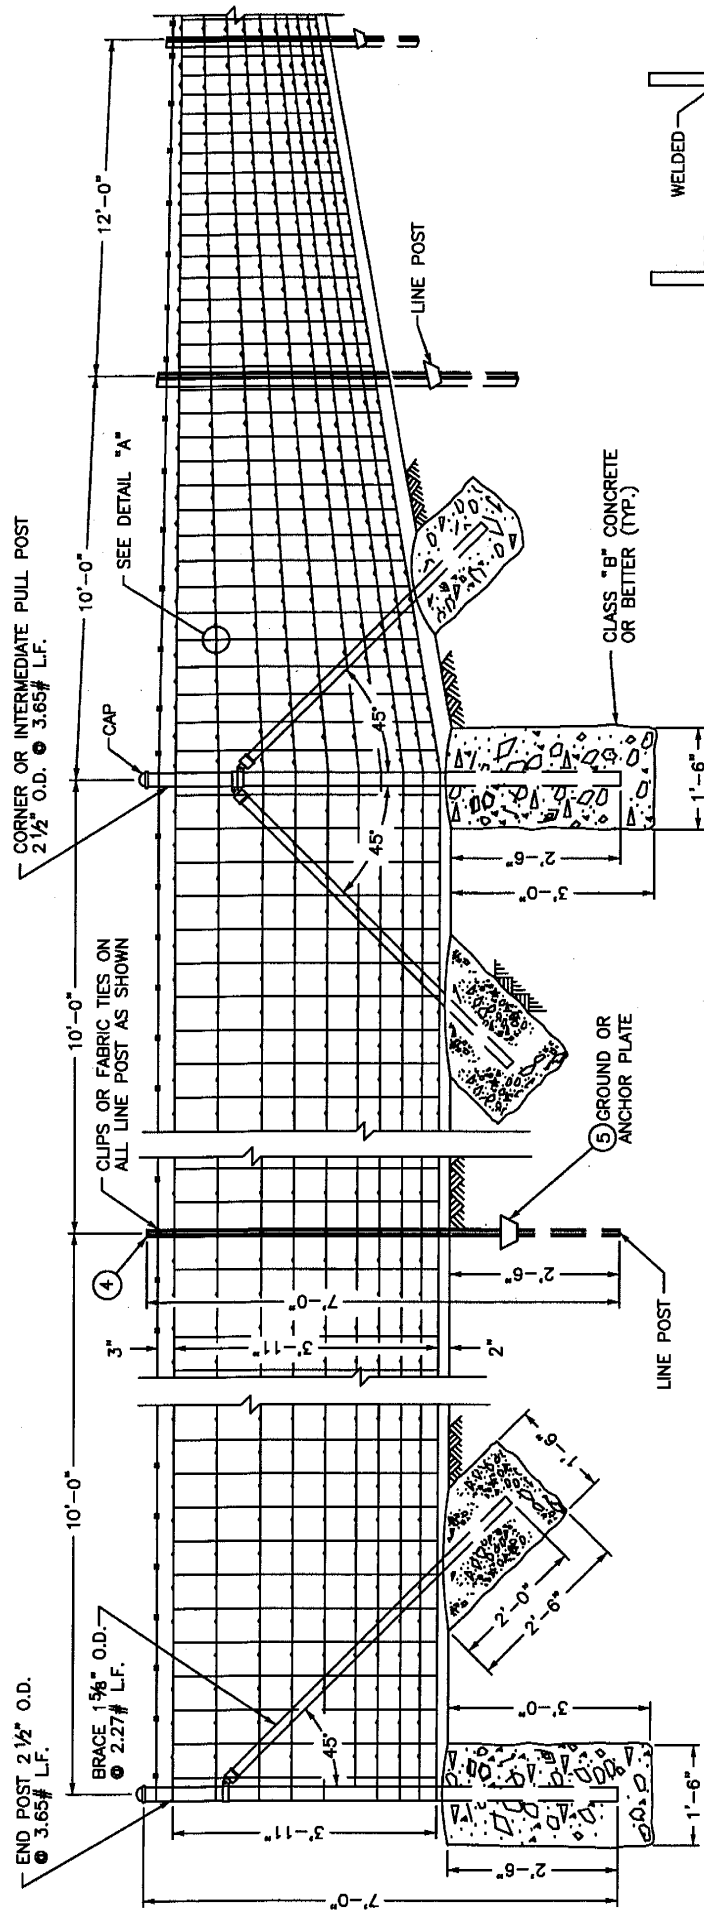 END POST 2½" O.D.
@ 3.65# L.F.
BRACE 1⅝" O.D.
@ 2.27# L.F.
10'-0"
45°
3'-11"
7'-0"
2'-6"
3'-0"
1'-6"
2'-0"
2'-6"
1'-6"
3"
3'-11"
2"
④
7'-0"
2'-6"
LINE POST
CLIPS OR FABRIC TIES ON
ALL LINE POST AS SHOWN
⑤ GROUND OR
ANCHOR PLATE
10'-0"
CORNER OR INTERMEDIATE PULL POST
2½" O.D. @ 3.65# L.F.
CAP
45°
45°
2'-6"
3'-0"
1'-6"
CLASS "B" CONCRETE
OR BETTER (TYP.)
10'-0"
SEE DETAIL "A"
LINE POST
12'-0"
WELDED